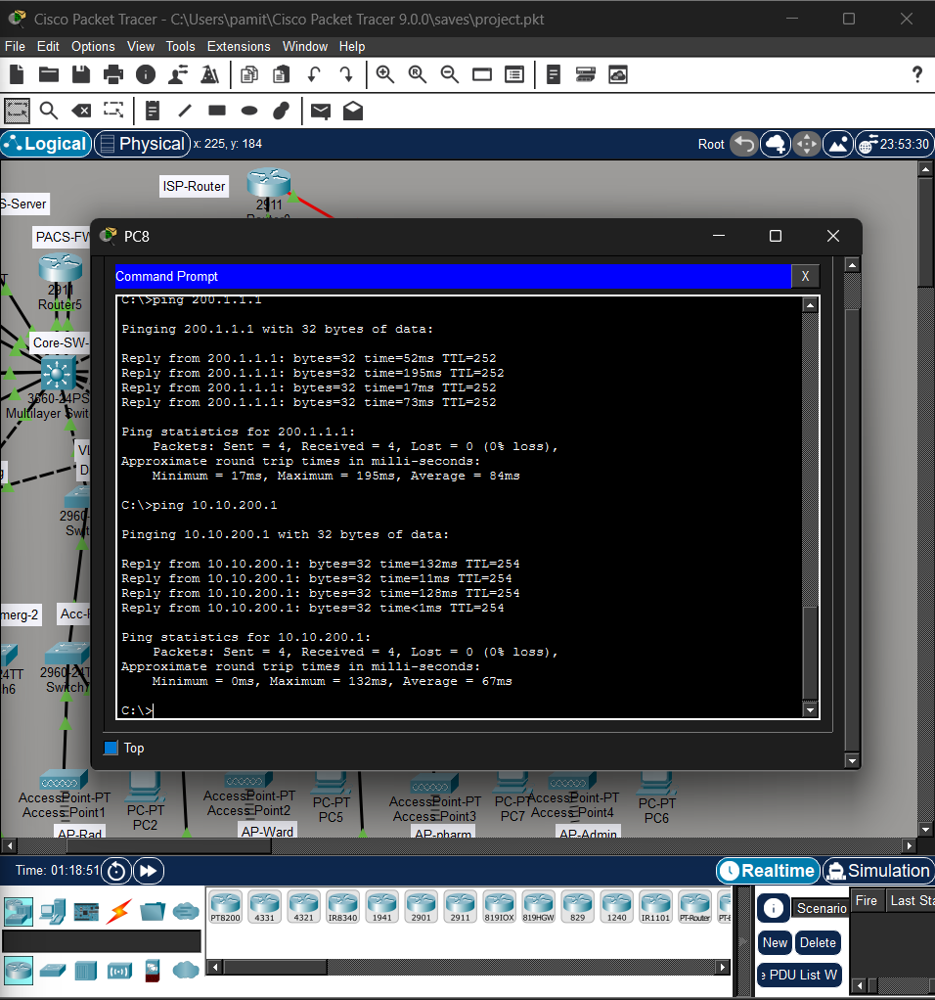 Cisco Packet Tracer - C:\Users\pamit\Cisco Packet Tracer 9.0.0\saves\project.pkt
File Edit Options View Tools Extensions Window Help
Logical Physical x: 225, y: 184 Root 23:53:30
ISP-Router
2911
S-Server
PACS-FW
2911
Router5
Core-SW-
3560-24PS
Multilayer Swit
VL
D
2960-
Swit
merg-2
Acc-
24TT
h6
2960-24T
Switch7
PC8
Command Prompt X
C:\>ping 200.1.1.1
Pinging 200.1.1.1 with 32 bytes of data:
Reply from 200.1.1.1: bytes=32 time=52ms TTL=252
Reply from 200.1.1.1: bytes=32 time=195ms TTL=252
Reply from 200.1.1.1: bytes=32 time=17ms TTL=252
Reply from 200.1.1.1: bytes=32 time=73ms TTL=252
Ping statistics for 200.1.1.1:
Packets: Sent = 4, Received = 4, Lost = 0 (0% loss),
Approximate round trip times in milli-seconds:
Minimum = 17ms, Maximum = 195ms, Average = 84ms
C:\>ping 10.10.200.1
Pinging 10.10.200.1 with 32 bytes of data:
Reply from 10.10.200.1: bytes=32 time=132ms TTL=254
Reply from 10.10.200.1: bytes=32 time=11ms TTL=254
Reply from 10.10.200.1: bytes=32 time=128ms TTL=254
Reply from 10.10.200.1: bytes=32 time<1ms TTL=254
Ping statistics for 10.10.200.1:
Packets: Sent = 4, Received = 4, Lost = 0 (0% loss),
Approximate round trip times in milli-seconds:
Minimum = 0ms, Maximum = 132ms, Average = 67ms
C:\>
Top
AccessPoint-PT
Access Point1
PC-PT
PC2
AccessPoint-PT
Access Point2
PC-PT
PC5
AccessPoint-PT
Access Point3
PC-PT
PC7
AccessPoint-PT
Access Point4
PC-PT
PC6
AP-Rad
AP-Ward
AP-pharm
AP-Admin
Time: 01:18:51 Realtime Simulation
PT8200 4331 4321 IR8340 1941 2901 2911 819IOX 819HGW 829 1240 IR1101 PT-Router
Scenario
Fire Last Sta
New Delete
e PDU List W